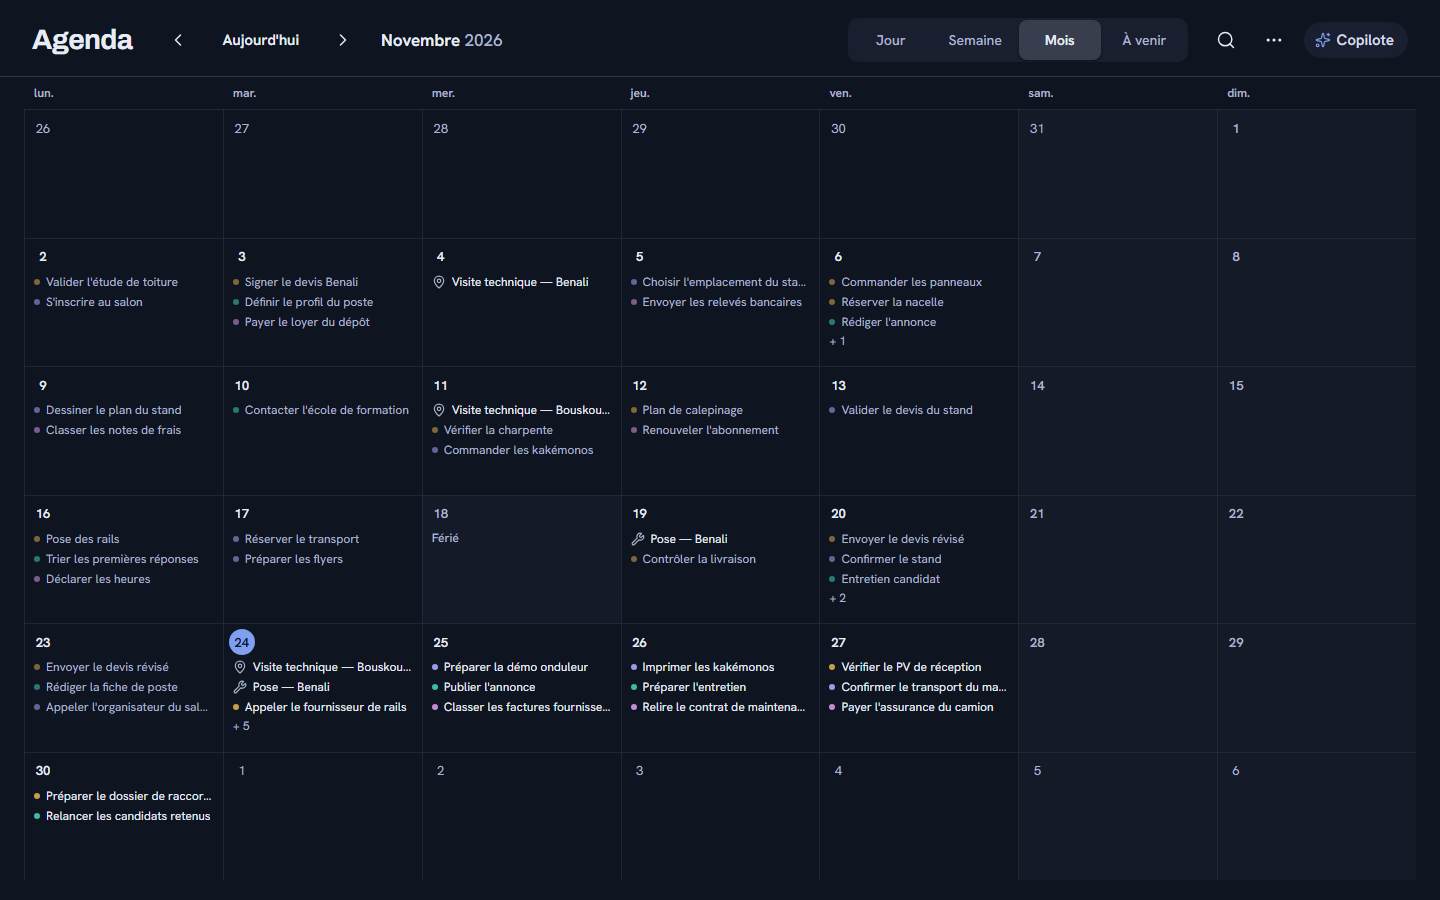 Agenda
Aujourd'hui
Novembre 2026
Jour
Semaine
Mois
À venir
Copilote
lun.
mar.
mer.
jeu.
ven.
sam.
dim.
26
27
28
29
30
31
1
2
Valider l'étude de toiture
S'inscrire au salon
3
Signer le devis Benali
Définir le profil du poste
Payer le loyer du dépôt
4
Visite technique — Benali
5
Choisir l'emplacement du sta…
Envoyer les relevés bancaires
6
Commander les panneaux
Réserver la nacelle
Rédiger l'annonce
+ 1
7
8
9
Dessiner le plan du stand
Classer les notes de frais
10
Contacter l'école de formation
11
Visite technique — Bouskou…
Vérifier la charpente
Commander les kakémonos
12
Plan de calepinage
Renouveler l'abonnement
13
Valider le devis du stand
14
15
16
Pose des rails
Trier les premières réponses
Déclarer les heures
17
Réserver le transport
Préparer les flyers
18
Férié
19
Pose — Benali
Contrôler la livraison
20
Envoyer le devis révisé
Confirmer le stand
Entretien candidat
+ 2
21
22
23
Envoyer le devis révisé
Rédiger la fiche de poste
Appeler l'organisateur du sal…
24
Visite technique — Bouskou…
Pose — Benali
Appeler le fournisseur de rails
+ 5
25
Préparer la démo onduleur
Publier l'annonce
Classer les factures fournisse…
26
Imprimer les kakémonos
Préparer l'entretien
Relire le contrat de maintena…
27
Vérifier le PV de réception
Confirmer le transport du ma…
Payer l'assurance du camion
28
29
30
Préparer le dossier de raccor…
Relancer les candidats retenus
1
2
3
4
5
6